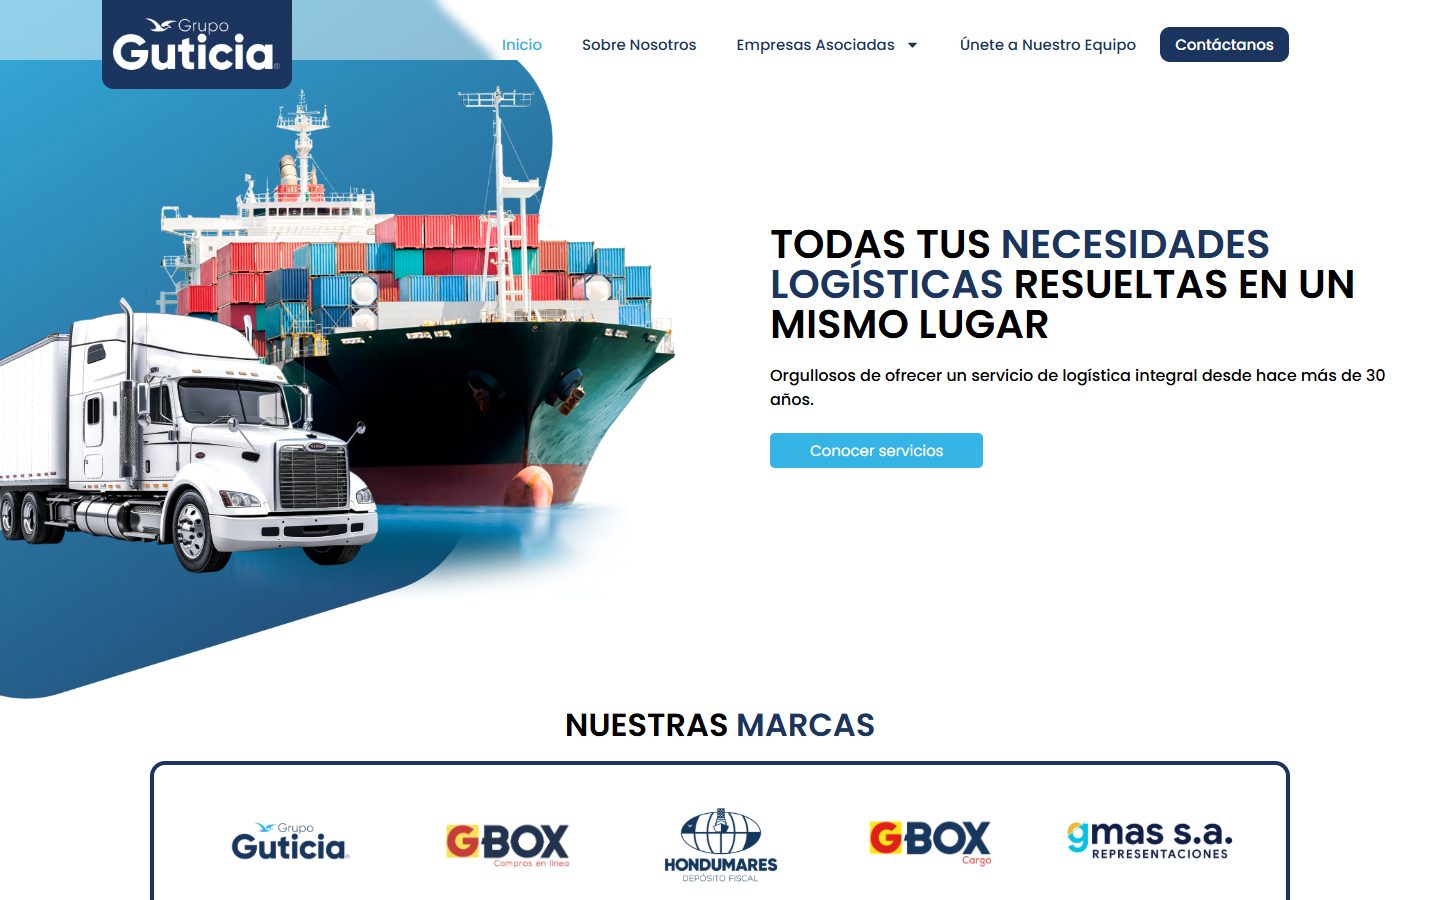 Grupo
Guticia
Inicio
Sobre Nosotros
Empresas Asociadas
Únete a Nuestro Equipo
Contáctanos
TODAS TUS NECESIDADES
LOGÍSTICAS RESUELTAS EN UN
MISMO LUGAR
Orgullosos de ofrecer un servicio de logística integral desde hace más de 30
años.
Conocer servicios
NUESTRAS MARCAS
Grupo
Guticia
G-BOX
Compras en línea
HONDUMARES
DEPÓSITO FISCAL
G-BOX
Cargo
gmas s.a.
REPRESENTACIONES